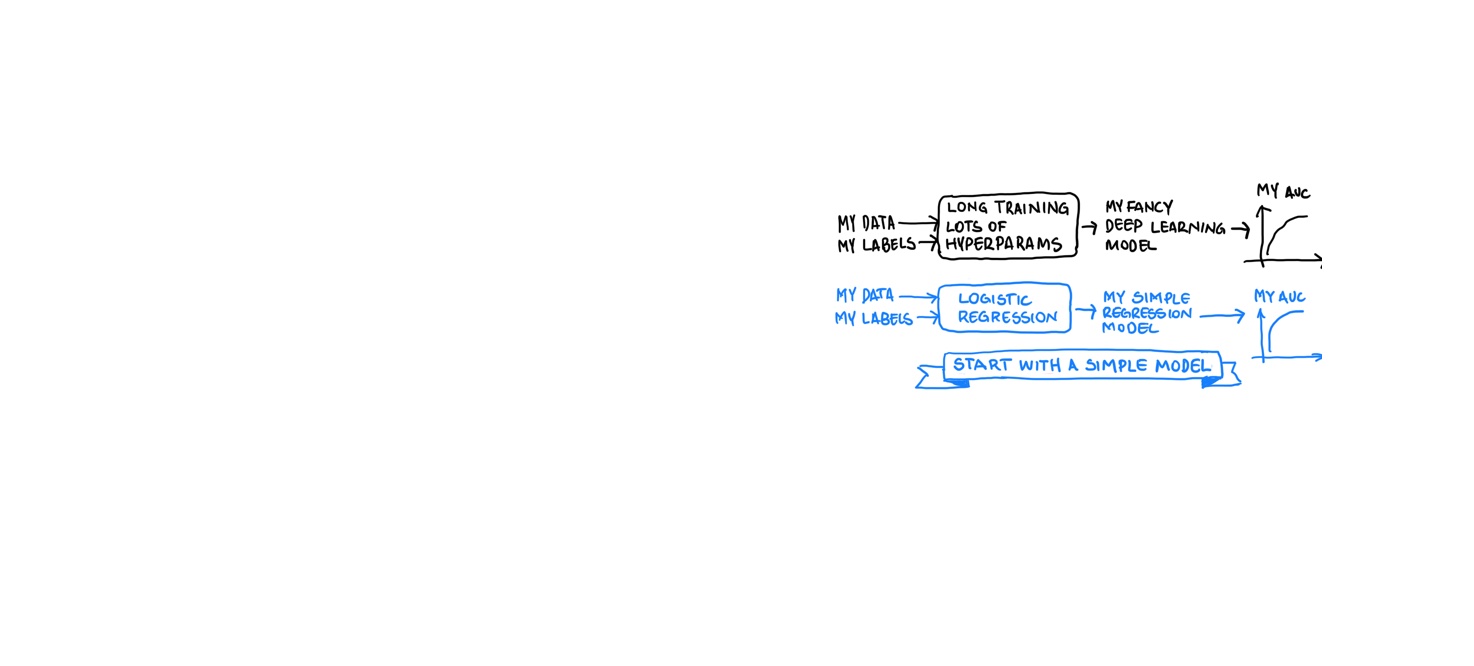 MY AUC
LONG TRAINING
LOTS OF
HYPERPARAMS
MY DATA
MY LABELS
MY FANCY
DEEP LEARNING
MODEL
MY DATA
MY LABELS
LOGISTIC
REGRESSION
MY SIMPLE
REGRESSION
MODEL
MY AUC
START WITH A SIMPLE MODEL